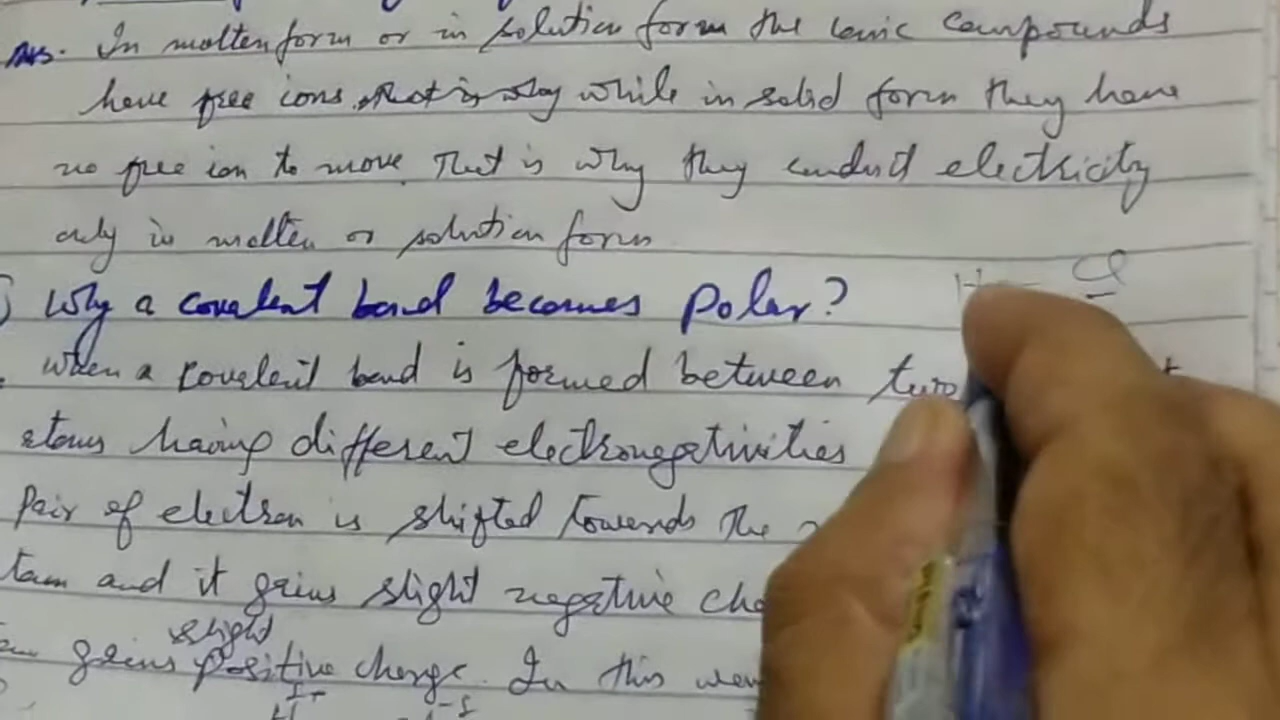 Ans. In molten form or in solution form the ionic compounds
have free ions that is why while in solid form they have
no free ion to move. That is why they conduct electricity
only in molten or solution form
Why a covalent bond becomes polar? H - Cl
When a covalent bond is formed between two
atoms having different electronegativities
Pair of electron is shifted towards the
and it gains slight negative
slight
gains positive charge. In this